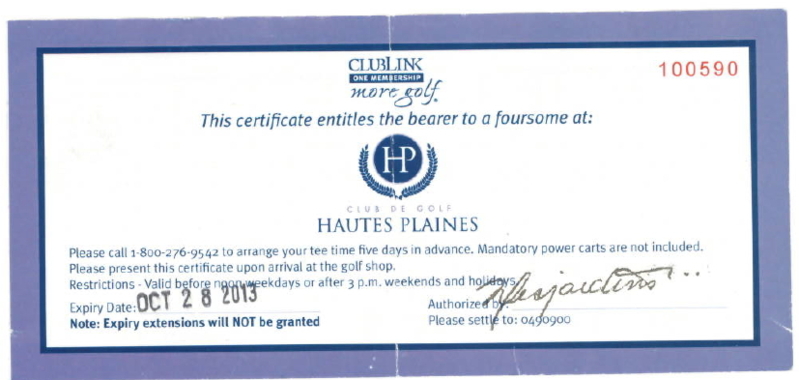 CLUBLINK
ONE MEMBERSHIP
more golf.
100590
This certificate entitles the bearer to a foursome at:
HP
CLUB DE GOLF
HAUTES PLAINES
Please call 1-800-276-9542 to arrange your tee time five days in advance. Mandatory power carts are not included.
Please present this certificate upon arrival at the golf shop.
Restrictions - Valid before noon weekdays or after 3 p.m. weekends and holidays.
Expiry Date: OCT 28 2013
Authorized by: Desjardins
Note: Expiry extensions will NOT be granted
Please settle to: 0490900